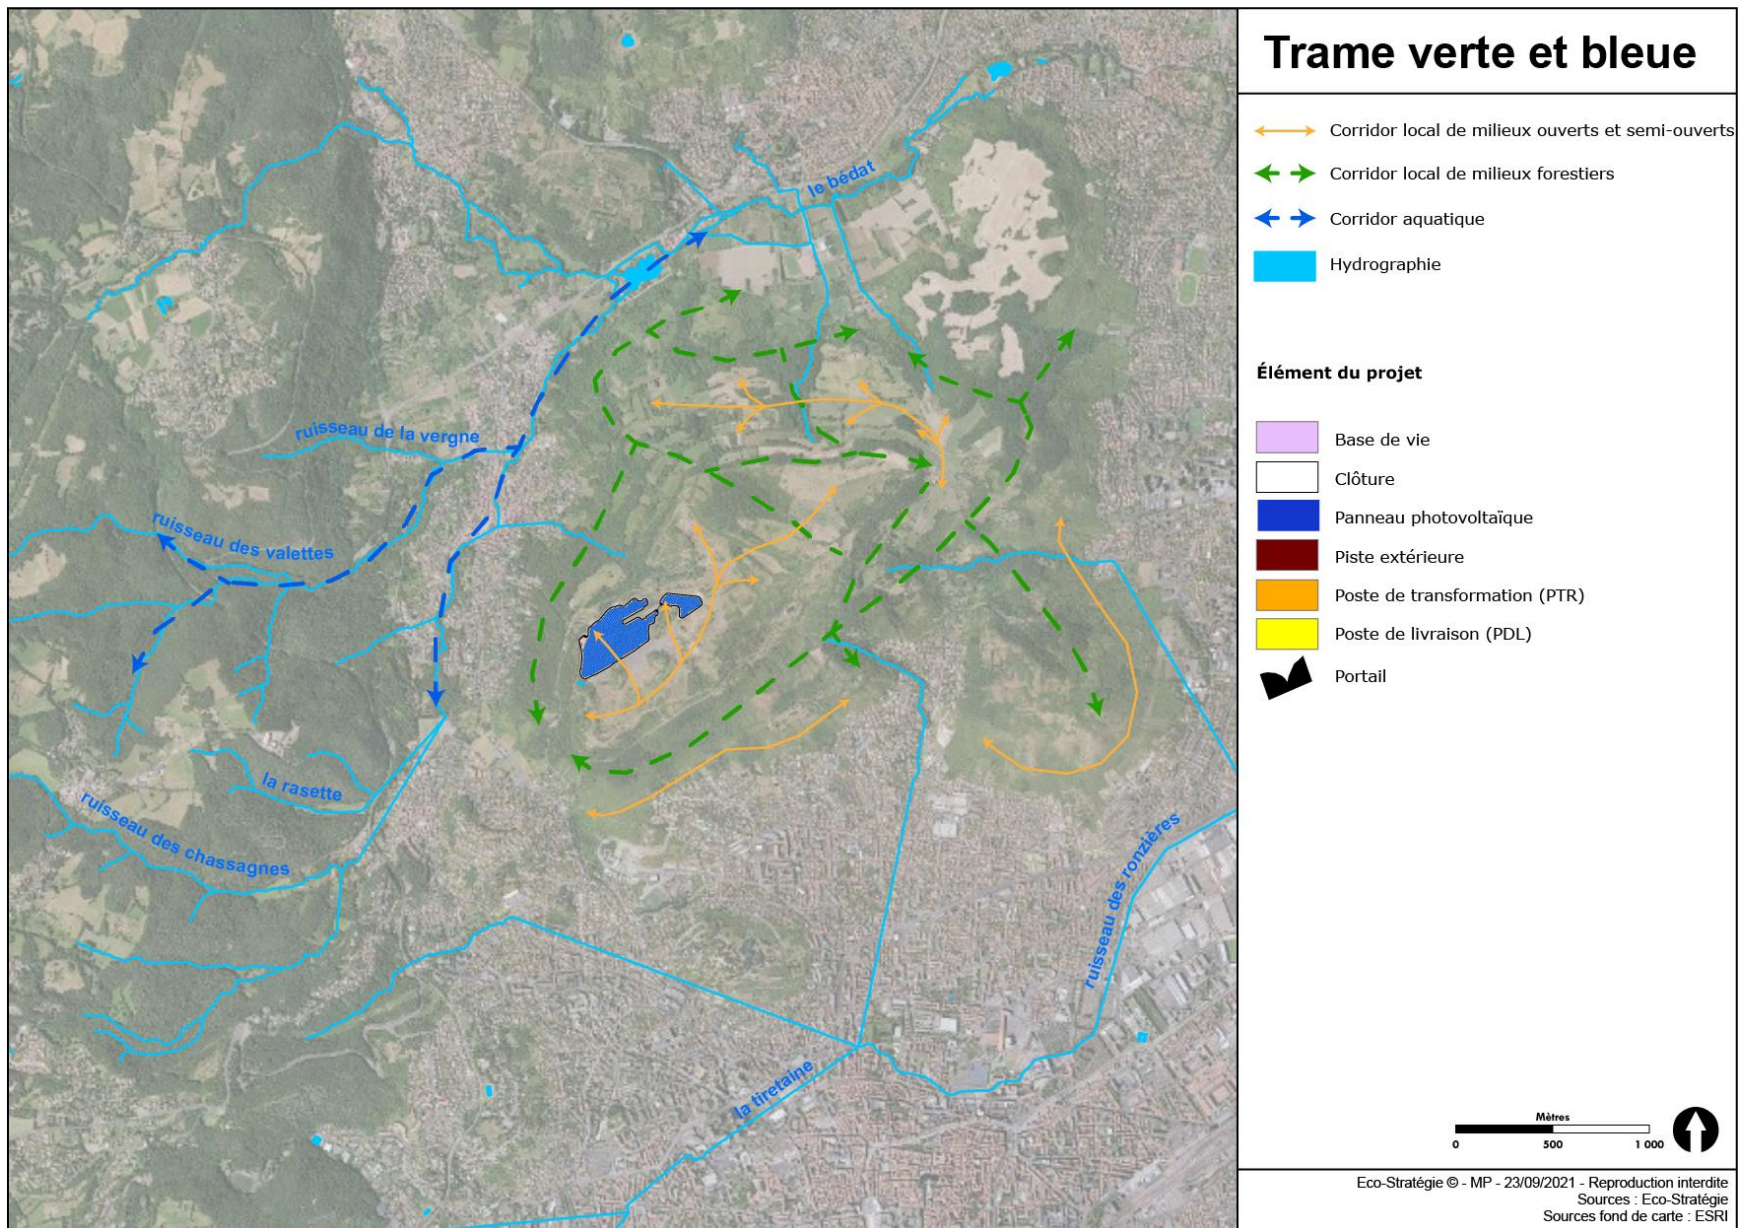 Trame verte et bleue
Corridor local de milieux ouverts et semi-ouverts
Corridor local de milieux forestiers
Corridor aquatique
Hydrographie
Élément du projet
Base de vie
Clôture
Panneau photovoltaïque
Piste extérieure
Poste de transformation (PTR)
Poste de livraison (PDL)
Portail
le bédat
ruisseau de la vergne
ruisseau des valettes
la rasette
ruisseau des chassagnes
ruisseau des ronzières
la tiretaine
Mètres
0 500 1 000
Eco-Stratégie © - MP - 23/09/2021 - Reproduction interdite
Sources : Eco-Stratégie
Sources fond de carte : ESRI